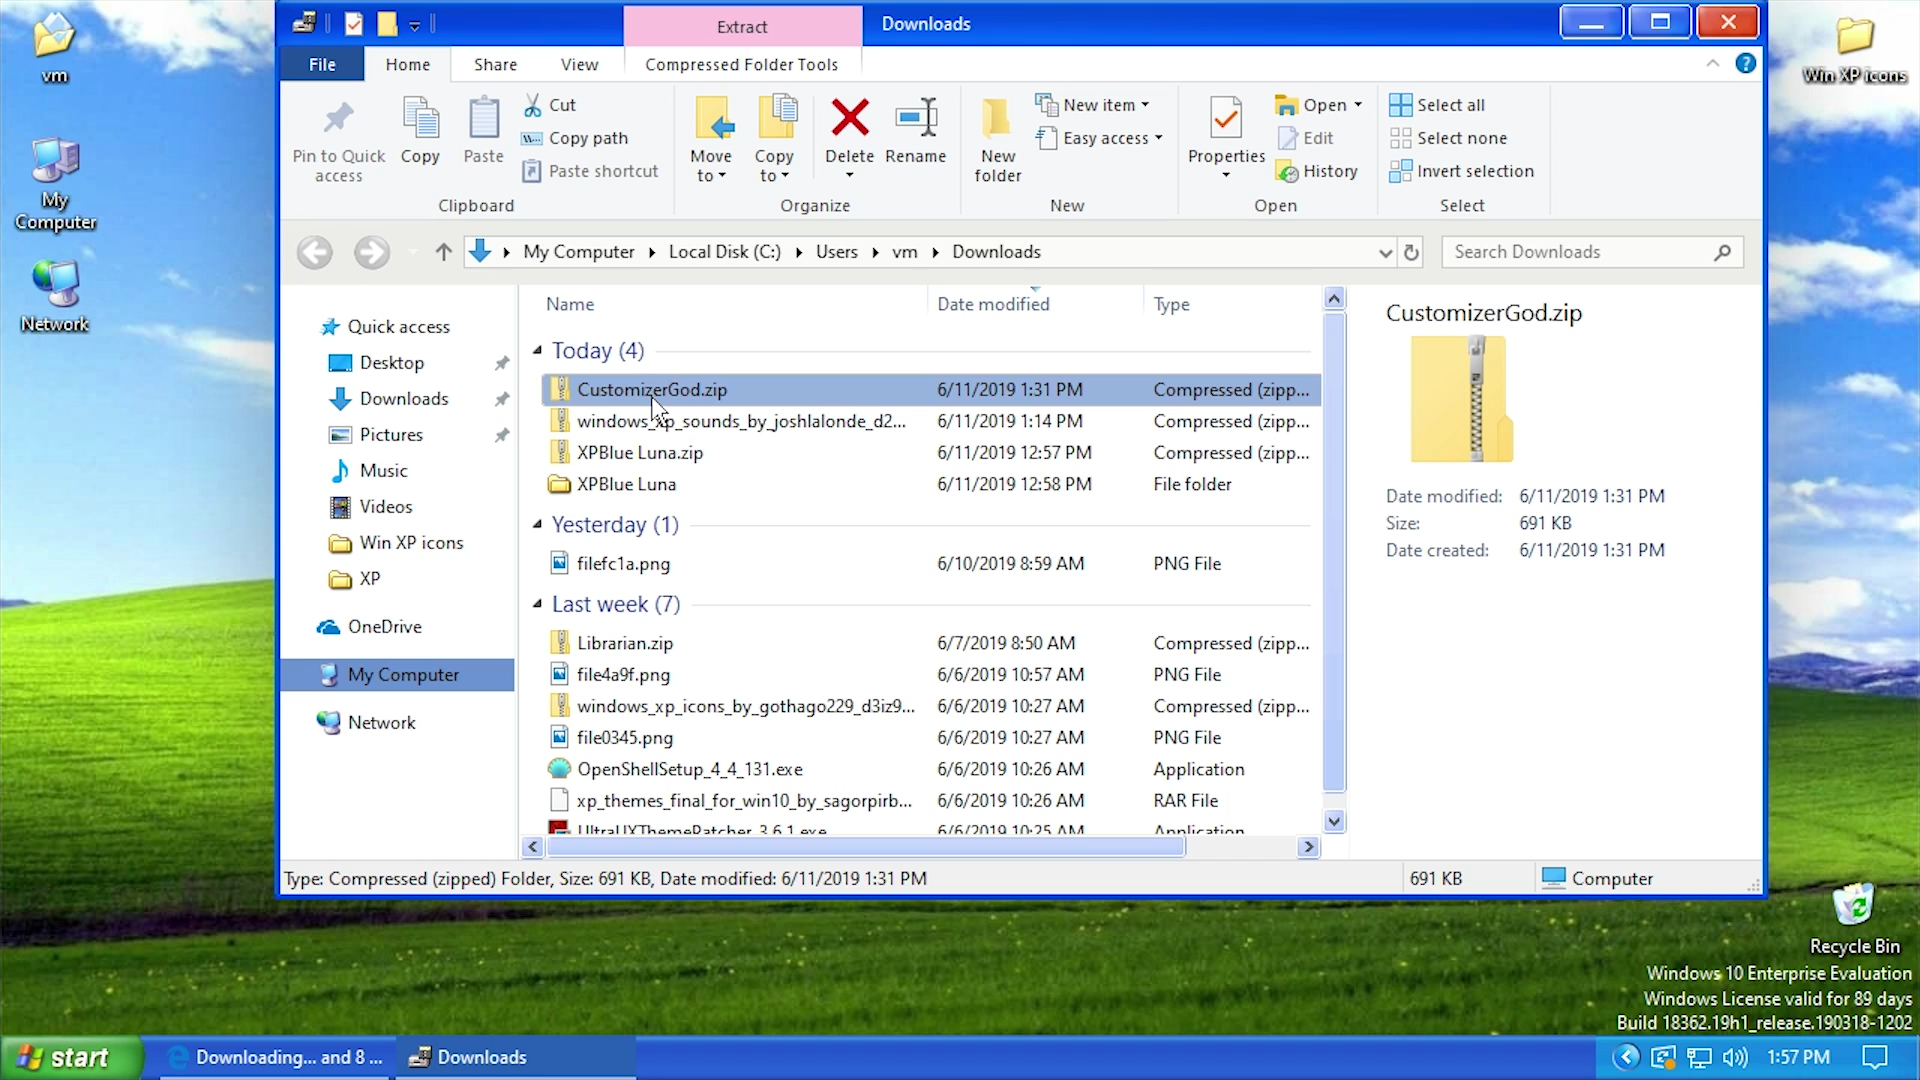 vm
My
Computer
Network
Extract
Downloads
File
Home
Share
View
Compressed Folder Tools
Pin to Quick
access
Copy
Paste
Cut
Copy path
Paste shortcut
Clipboard
Move
to
Copy
to
Delete
Rename
Organize
New
folder
New item
Easy access
New
Properties
Open
Edit
History
Open
Select all
Select none
Invert selection
Select
My Computer
Local Disk (C:)
Users
vm
Downloads
Search Downloads
Quick access
Desktop
Downloads
Pictures
Music
Videos
Win XP icons
XP
OneDrive
My Computer
Network
Name Date modified Type
Today (4)
CustomizerGod.zip 6/11/2019 1:31 PM Compressed (zipp...
windows_xp_sounds_by_joshlalonde_d2... 6/11/2019 1:14 PM Compressed (zipp...
XPBlue Luna.zip 6/11/2019 12:57 PM Compressed (zipp...
XPBlue Luna 6/11/2019 12:58 PM File folder
Yesterday (1)
filefc1a.png 6/10/2019 8:59 AM PNG File
Last week (7)
Librarian.zip 6/7/2019 8:50 AM Compressed (zipp...
file4a9f.png 6/6/2019 10:57 AM PNG File
windows_xp_icons_by_gothago229_d3iz9... 6/6/2019 10:27 AM Compressed (zipp...
file0345.png 6/6/2019 10:27 AM PNG File
OpenShellSetup_4_4_131.exe 6/6/2019 10:26 AM Application
xp_themes_final_for_win10_by_sagorpirb... 6/6/2019 10:26 AM RAR File
UltraUXThemePatcher_3.6.1.exe 6/6/2019 10:25 AM Application
CustomizerGod.zip
Date modified: 6/11/2019 1:31 PM
Size: 691 KB
Date created: 6/11/2019 1:31 PM
Type: Compressed (zipped) Folder, Size: 691 KB, Date modified: 6/11/2019 1:31 PM
691 KB
Computer
Win XP icons
Recycle Bin
Windows 10 Enterprise Evaluation
Windows License valid for 89 days
Build 18362.19h1_release.190318-1202
start
Downloading... and 8 ...
Downloads
1:57 PM